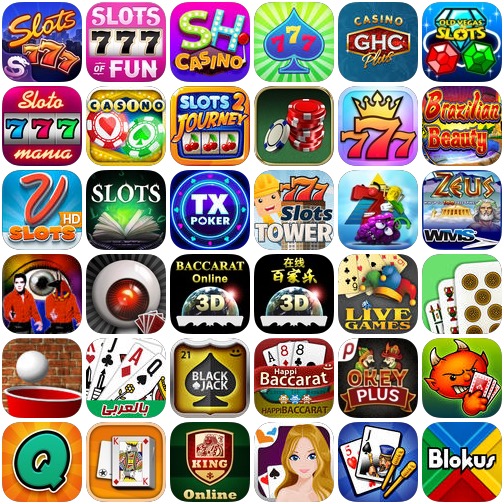 Slots
777
S
SLOTS
777
OF FUN
SH
CASINO
777
CASINO
GHC
Plus
OLD VEGAS
SLOTS
Sloto
777
mania
CASINO
SLOTS 2
JOURNEY
777
Brazilian
Beauty
V
HD
SLOTS
SLOTS
TX
POKER
777
Slots
TOWER
7
ZEUS
WMS
BACCARAT
Online
3D
在线
百家乐
3D
LIVE
GAMES
A
J
A
Q
بالعربي
21
BLACK
JACK
A 8 8
Happi
Baccarat
HAPPIBACCARAT
P
OKEY
PLUS
Q
K
KING
Online
Blokus